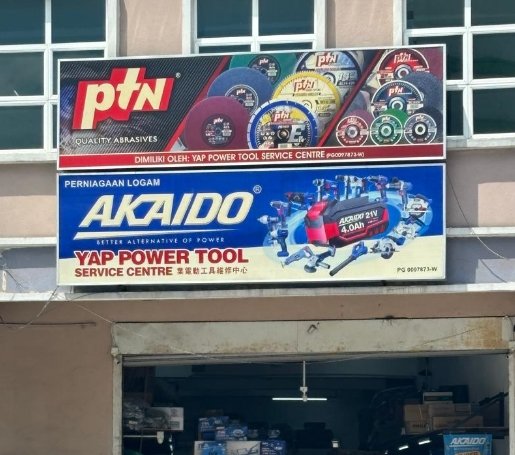 ptN®
QUALITY ABRASIVES
DIMILIKI OLEH: YAP POWER TOOL SERVICE CENTRE (PG0097873-W)
PERNIAGAAN LOGAM
AKAIDO®
BETTER ALTERNATIVE OF POWER
AKAIDO 21V
4.0Ah
YAP POWER TOOL
SERVICE CENTRE 業電動工具維修中心
PG 0097873-W
AKAIDO